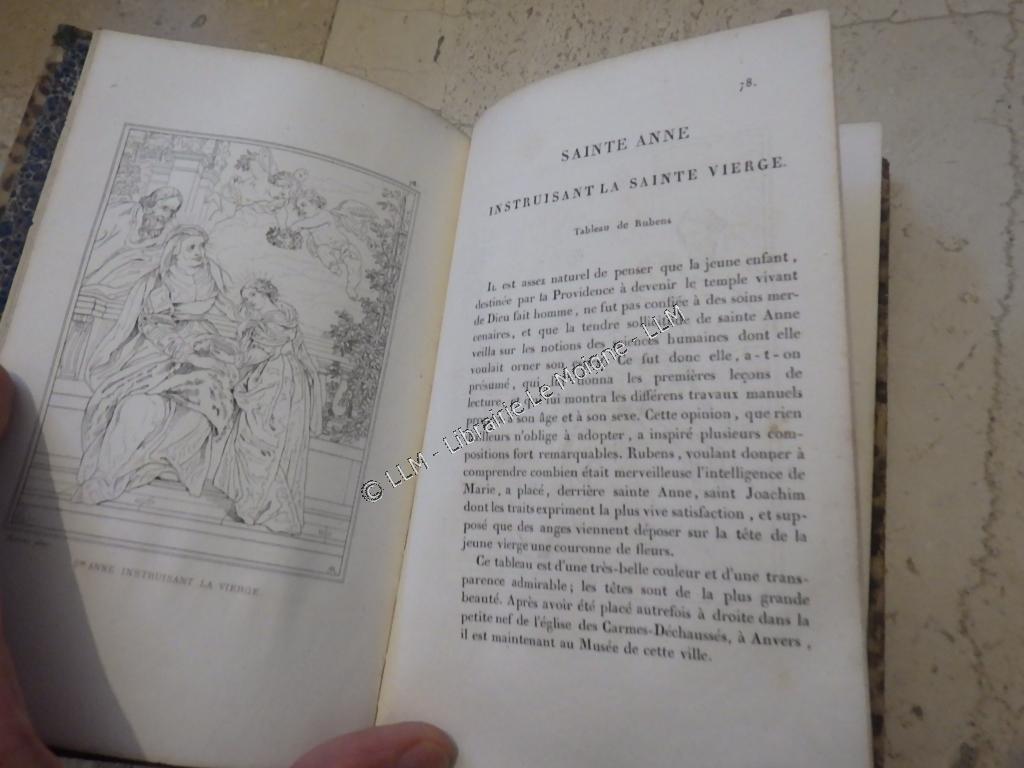 Sᵗᵉ ANNE INSTRUISANT LA VIERGE.
78.
SAINTE ANNE
INSTRUISANT LA SAINTE VIERGE.
Tableau de Rubens
IL est assez naturel de penser que la jeune enfant,
destinée par la Providence à devenir le temple vivant
de Dieu fait homme, ne fut pas confiée à des soins mer-
cenaires, et que la tendre sollicitude de sainte Anne
veilla sur les notions des sciences humaines dont elle
voulait orner son Ce fut donc elle, a-t-on
présumé, qui donna les premières leçons de
lecture, et lui montra les différens travaux manuels
son âge et à son sexe. Cette opinion, que rien
d'ailleurs n'oblige à adopter, a inspiré plusieurs com-
positions fort remarquables. Rubens, voulant donner à
comprendre combien était merveilleuse l'intelligence de
Marie, a placé, derrière sainte Anne, saint Joachim
dont les traits expriment la plus vive satisfaction, et sup-
posé que des anges viennent déposer sur la tête de la
jeune vierge une couronne de fleurs.
Ce tableau est d'une très-belle couleur et d'une trans-
parence admirable; les têtes sont de la plus grande
beauté. Après avoir été placé autrefois à droite dans la
petite nef de l'église des Carmes-Déchaussés, à Anvers,
il est maintenant au Musée de cette ville.
© LLM - Librairie Le Moigne - LLM